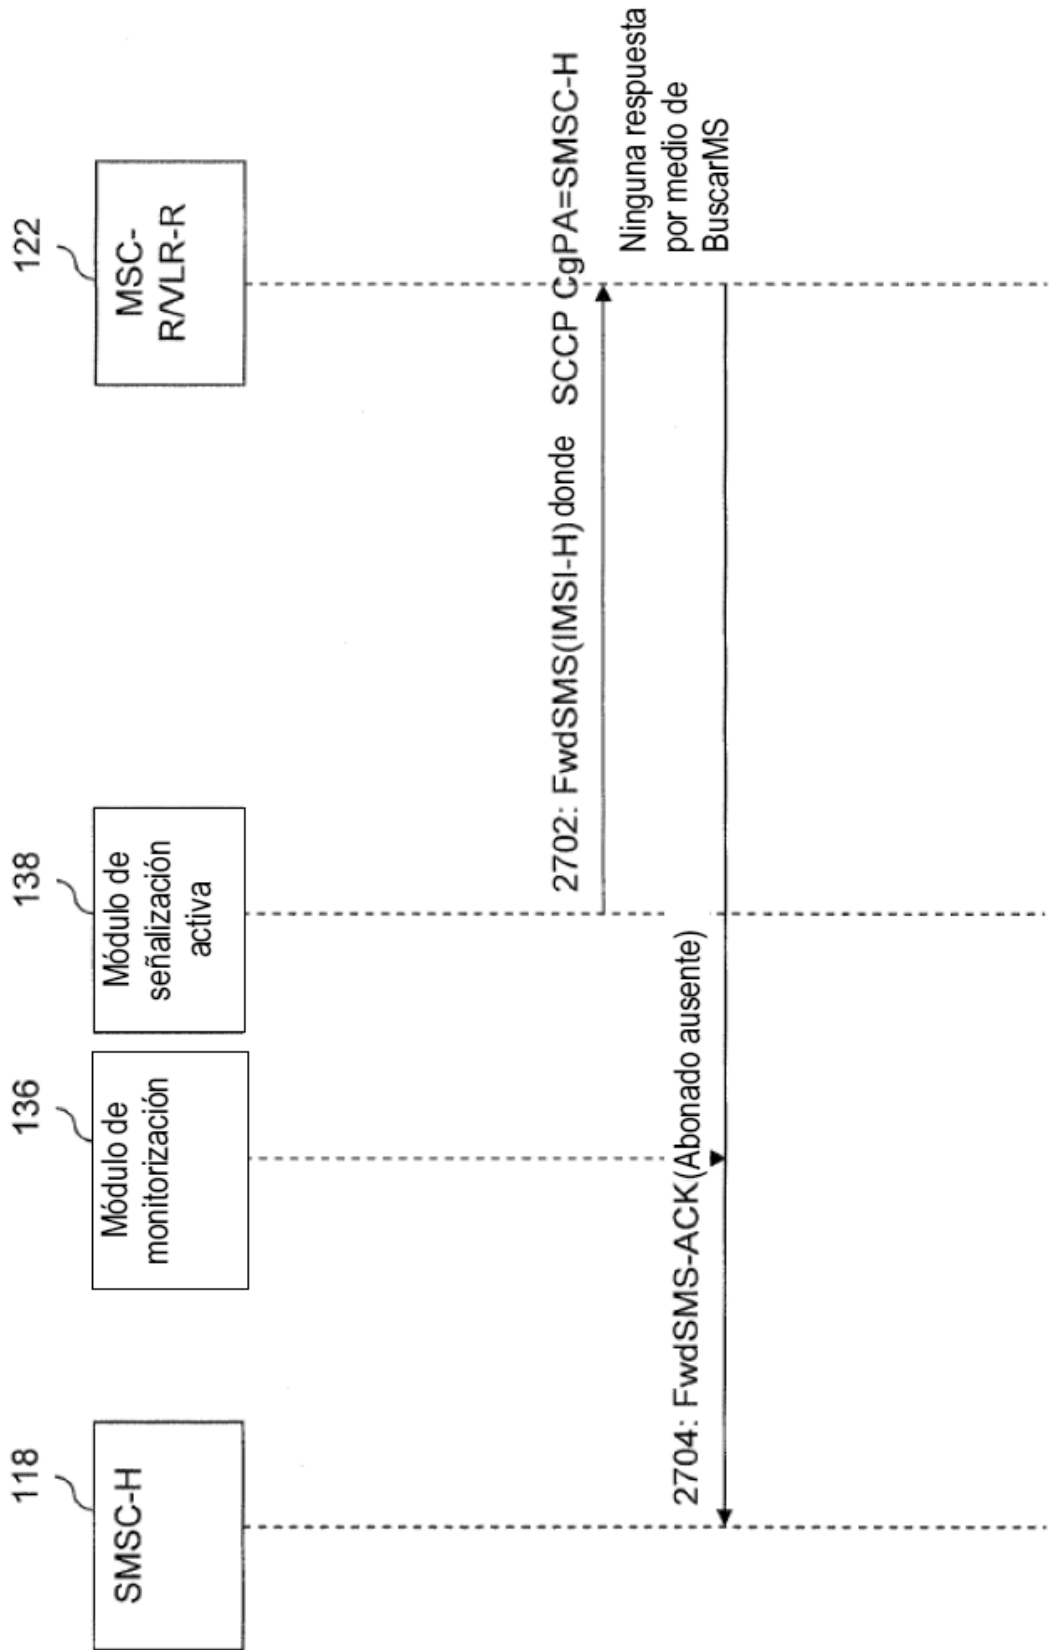 118
SMSC-H
136
Módulo de
monitorización
138
Módulo de
señalización
activa
122
MSC-
R/VLR-R
2702: FwdSMS(IMSI-H) donde SCCP CgPA=SMSC-H
Ninguna respuesta
por medio de
BuscarMS
2704: FwdSMS-ACK(Abonado ausente)